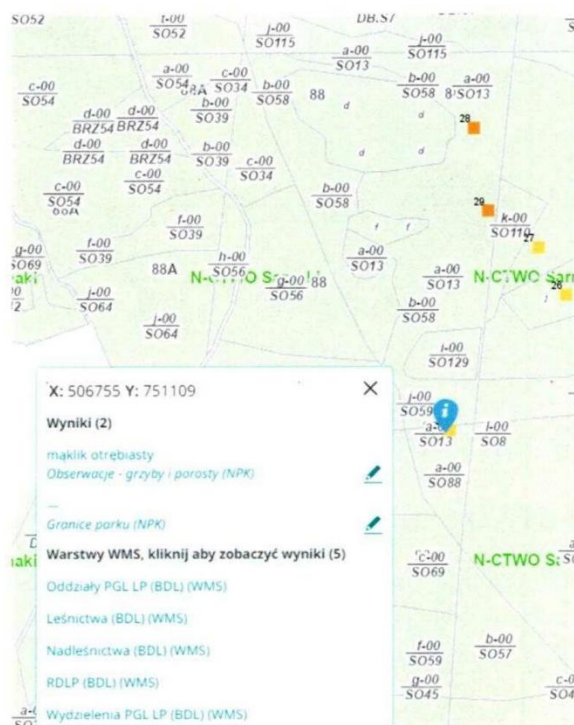 SO52
t-00
SO52
DB.S7
j-00
SO115
j-00
SO115
a-00
SO13
a-00
SO54
c-00
SO34
c-00
SO54
b-00
SO58
88
b-00
SO58
a-00
SO13
28
b-00
SO39
d
d
d-00
BRZ54
d-00
BRZ54
d-00
BRZ54
d-00
BRZ54
b-00
SO39
c-00
SO34
d
d
c-00
SO54
c-00
SO54
b-00
SO58
29
k-00
SO110
27
f-00
SO39
f
f
g-00
SO69
f-00
SO39
88A
h-00
SO56
a-00
SO13
a-00
SO13
N-CTWO
g-00
SO56
88
N-CTWO Sarn
26
j-00
SO64
j-00
SO64
b-00
SO58
i-00
SO129
X: 506755 Y: 751109
Wyniki (2)
mąklik otrębiasty
Obserwacje - grzyby i porosty (NPK)
—
Granice parku (NPK)
Warstwy WMS, kliknij aby zobaczyć wyniki (5)
Oddziały PGL LP (BDL) (WMS)
Leśnictwa (BDL) (WMS)
Nadleśnictwa (BDL) (WMS)
RDLP (BDL) (WMS)
Wydzielenia PGL LP (BDL) (WMS)
j-00
SO59
a-00
SO13
l-00
SO8
a-00
SO88
c-00
SO69
N-CTWO Sa
f-00
SO59
b-00
SO57
g-00
SO45